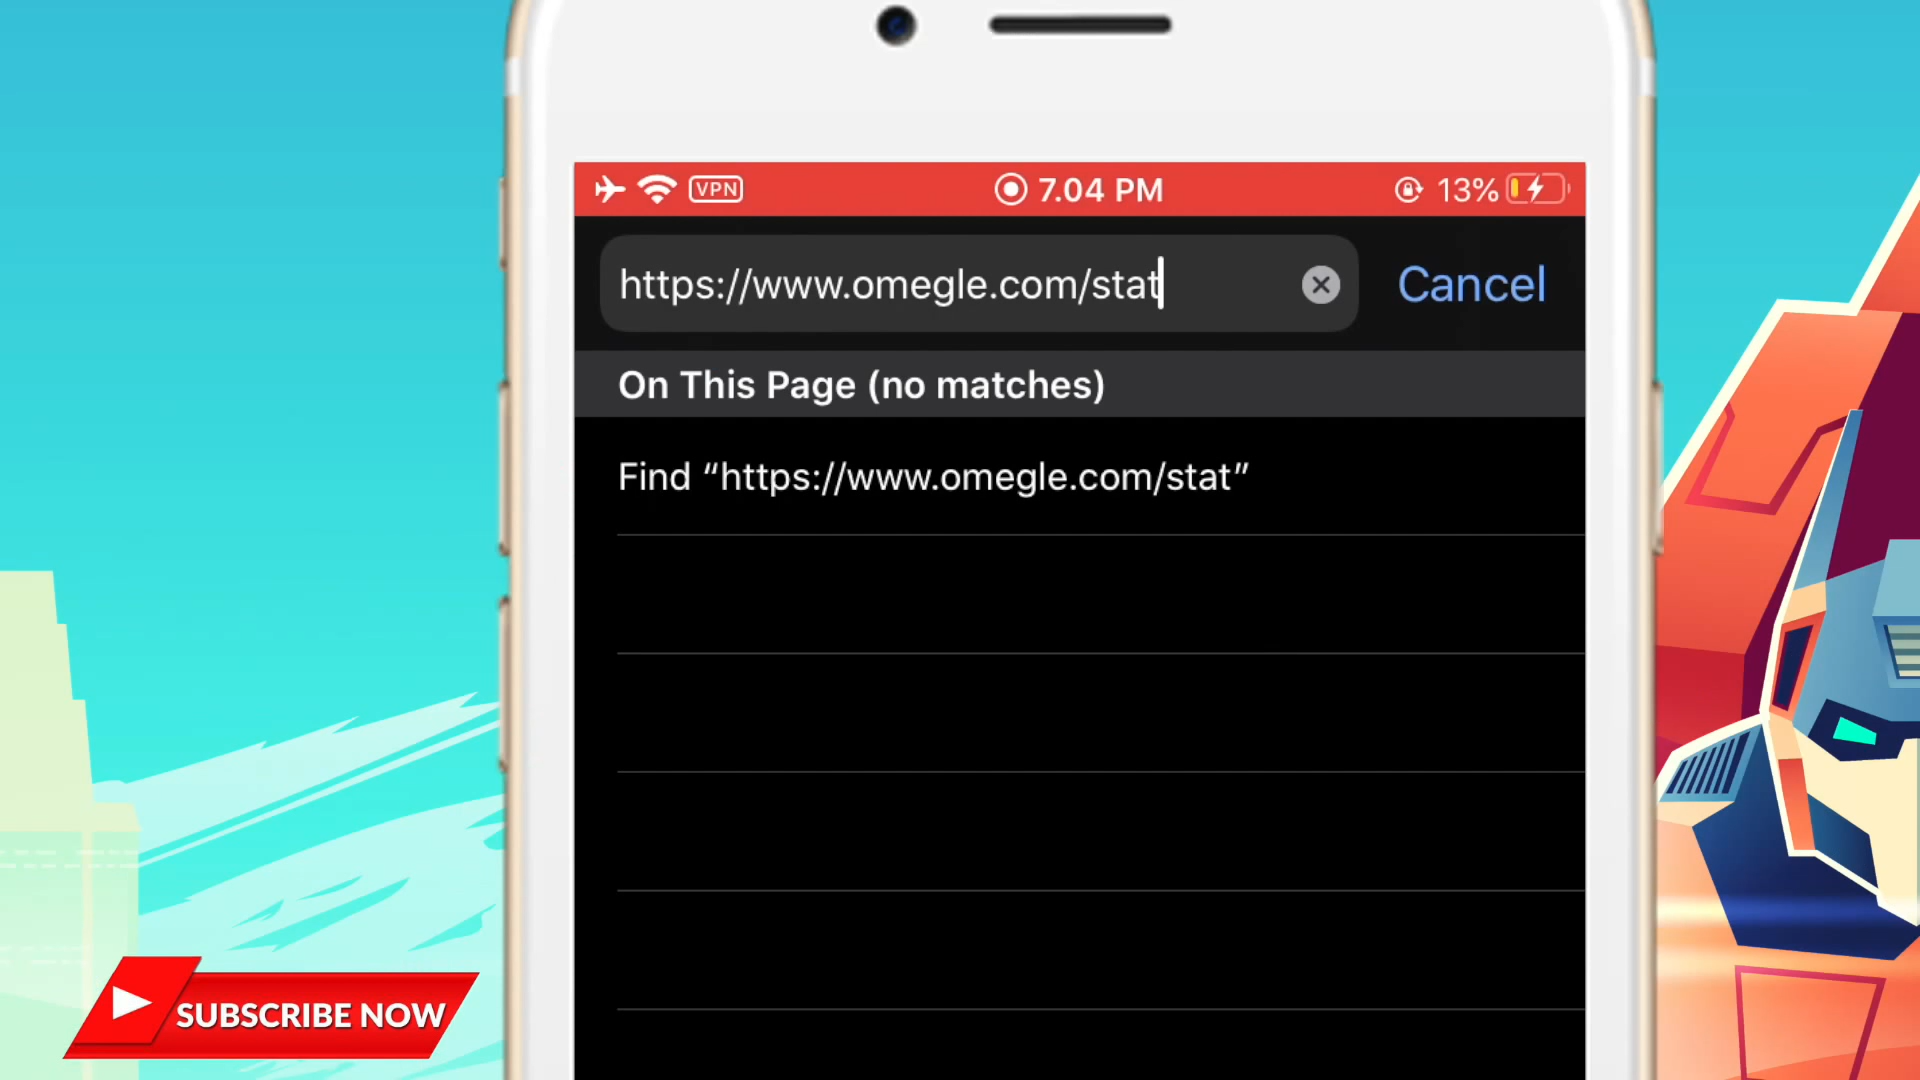 VPN
7.04 PM
13%
https://www.omegle.com/stat
Cancel
On This Page (no matches)
Find “https://www.omegle.com/stat”
SUBSCRIBE NOW